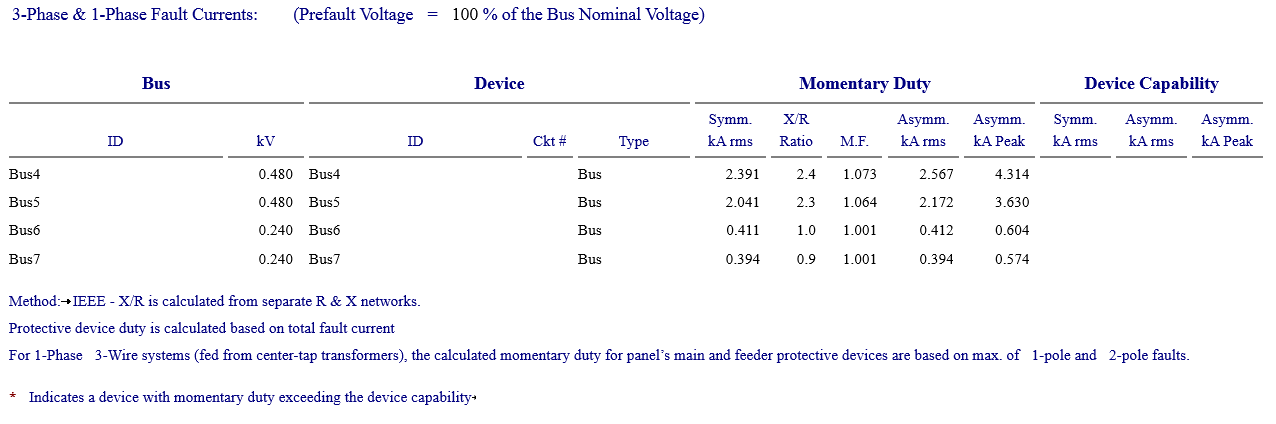 3-Phase & 1-Phase Fault Currents: (Prefault Voltage = 100 % of the Bus Nominal Voltage)
Bus Device Momentary Duty Device Capability
Symm. X/R Asymm. Asymm. Symm. Asymm. Asymm.
ID kV ID Ckt # Type kA rms Ratio M.F. kA rms kA Peak kA rms kA rms kA Peak
Bus4 0.480 Bus4 Bus 2.391 2.4 1.073 2.567 4.314
Bus5 0.480 Bus5 Bus 2.041 2.3 1.064 2.172 3.630
Bus6 0.240 Bus6 Bus 0.411 1.0 1.001 0.412 0.604
Bus7 0.240 Bus7 Bus 0.394 0.9 1.001 0.394 0.574
Method:→IEEE - X/R is calculated from separate R & X networks.
Protective device duty is calculated based on total fault current
For 1-Phase 3-Wire systems (fed from center-tap transformers), the calculated momentary duty for panel's main and feeder protective devices are based on max. of 1-pole and 2-pole faults.
* Indicates a device with momentary duty exceeding the device capability→